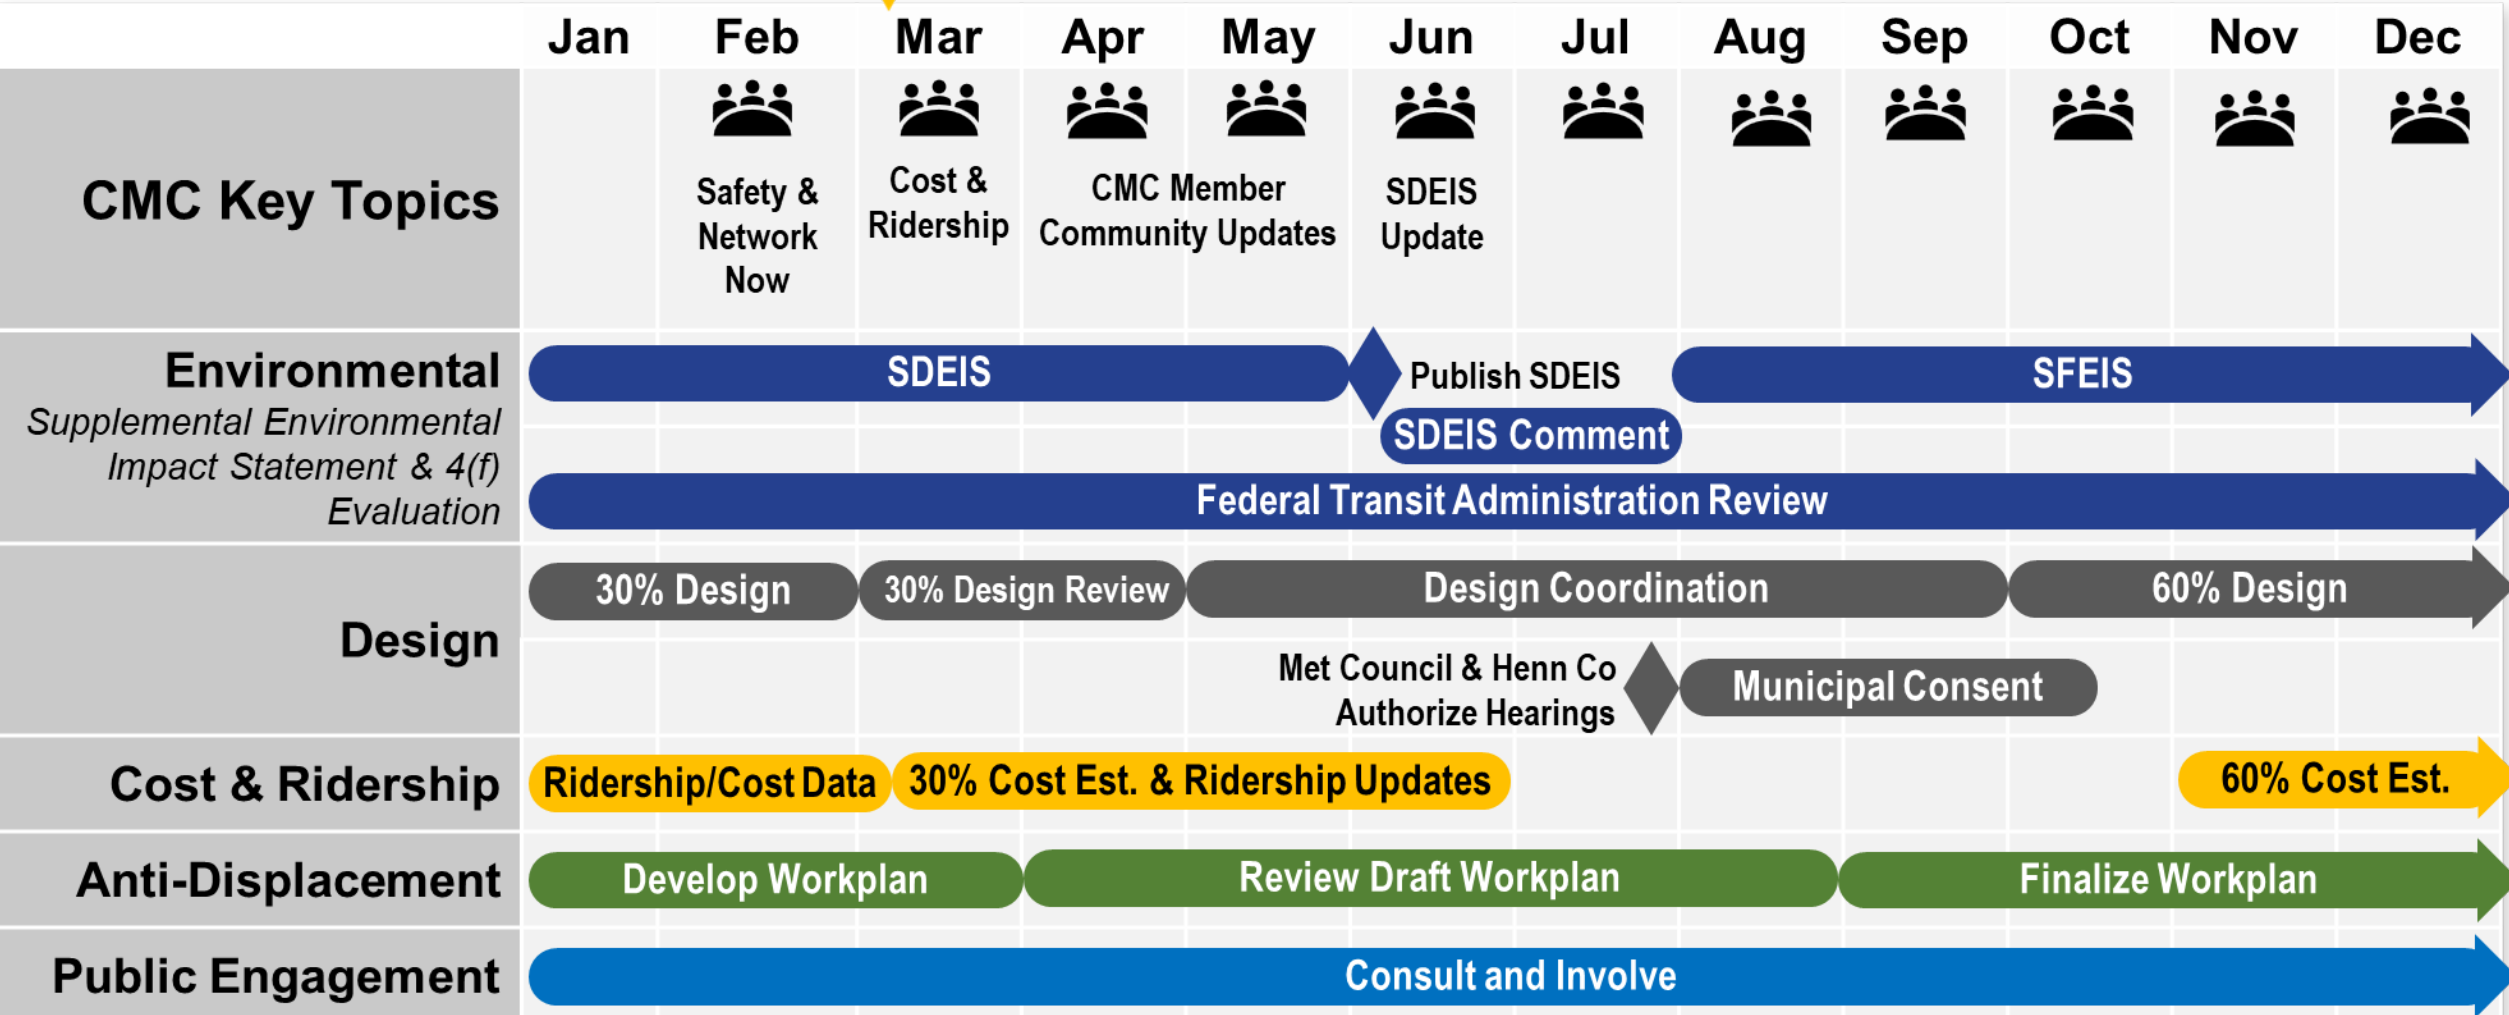 Jan Feb Mar Apr May Jun Jul Aug Sep Oct Nov Dec
CMC Key Topics
Safety &
Network
Now
Cost &
Ridership
CMC Member
Community Updates
SDEIS
Update
Environmental
Supplemental Environmental
Impact Statement & 4(f)
Evaluation
SDEIS
Publish SDEIS
SFEIS
SDEIS Comment
Federal Transit Administration Review
Design
30% Design
30% Design Review
Design Coordination
60% Design
Met Council & Henn Co
Authorize Hearings
Municipal Consent
Cost & Ridership
Ridership/Cost Data
30% Cost Est. & Ridership Updates
60% Cost Est.
Anti-Displacement
Develop Workplan
Review Draft Workplan
Finalize Workplan
Public Engagement
Consult and Involve